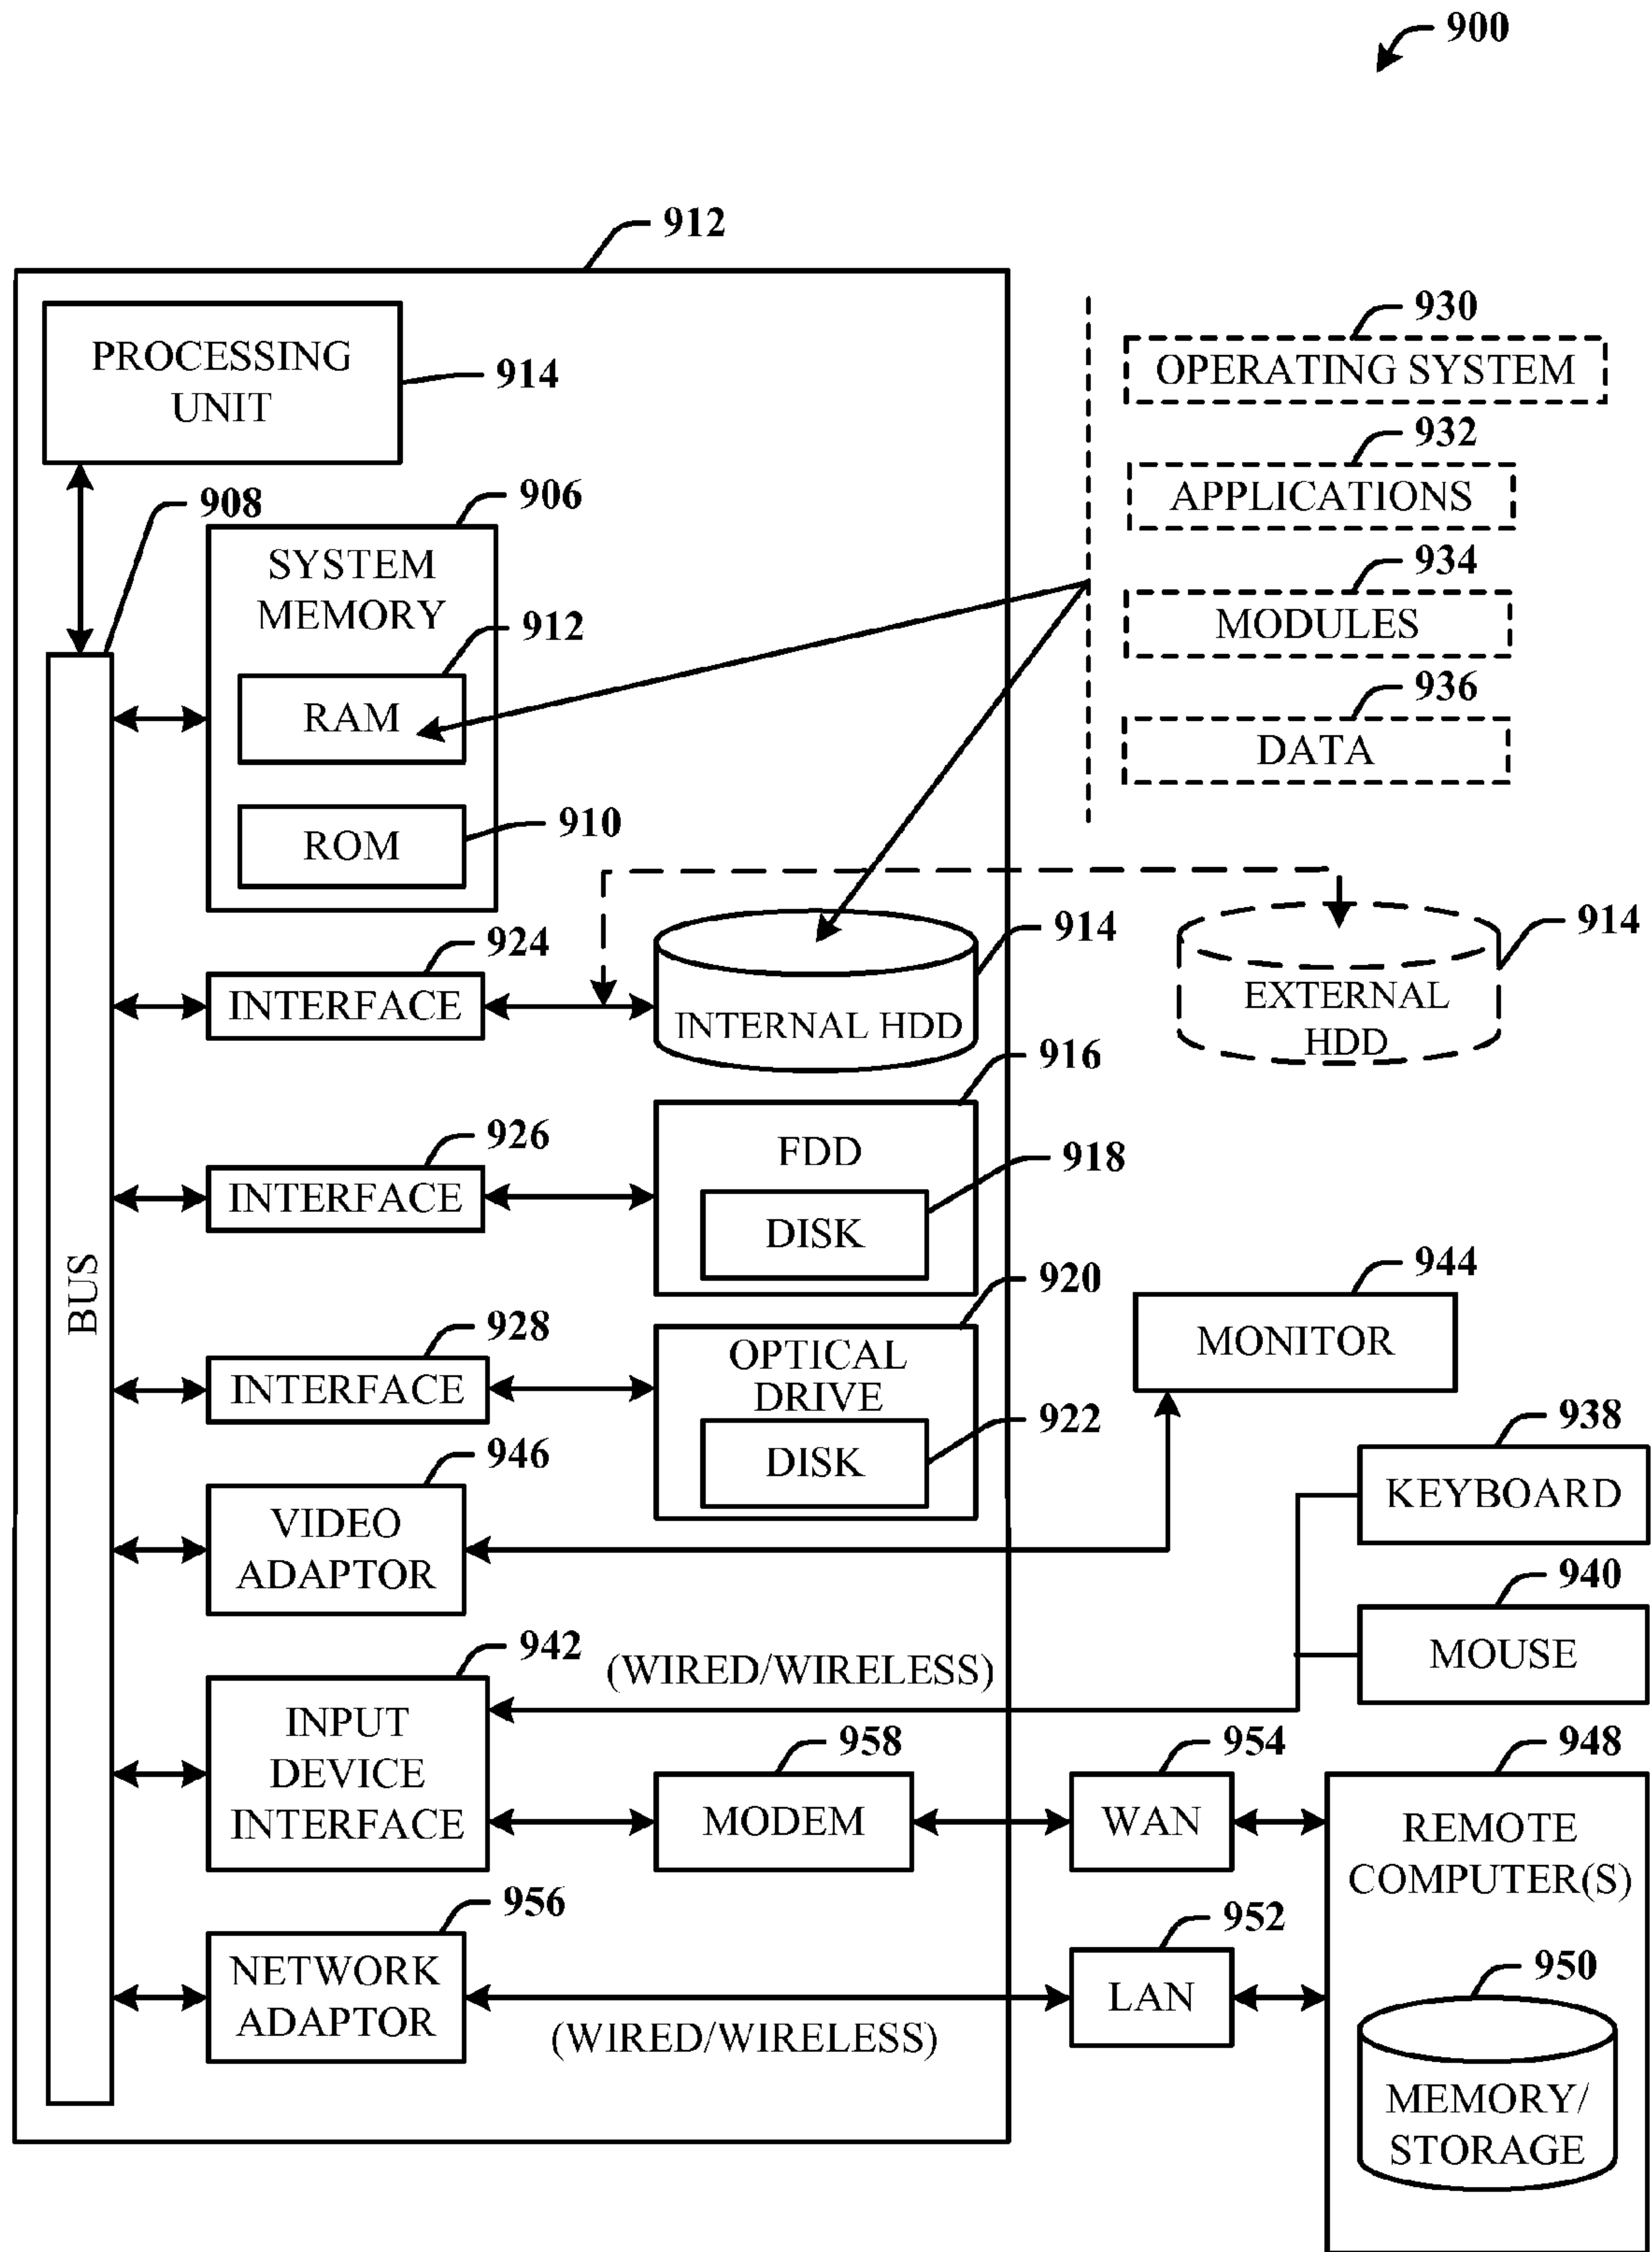 900
912
PROCESSING
UNIT
914
930
OPERATING SYSTEM
932
APPLICATIONS
934
MODULES
936
DATA
908
906
SYSTEM
MEMORY
912
RAM
910
ROM
BUS
924
INTERFACE
914
INTERNAL HDD
914
EXTERNAL
HDD
926
INTERFACE
916
FDD
918
DISK
928
INTERFACE
920
OPTICAL
DRIVE
922
DISK
944
MONITOR
946
VIDEO
ADAPTOR
938
KEYBOARD
940
MOUSE
942
INPUT
DEVICE
INTERFACE
(WIRED/WIRELESS)
958
MODEM
954
WAN
948
REMOTE
COMPUTER(S)
956
NETWORK
ADAPTOR
(WIRED/WIRELESS)
952
LAN
950
MEMORY/
STORAGE